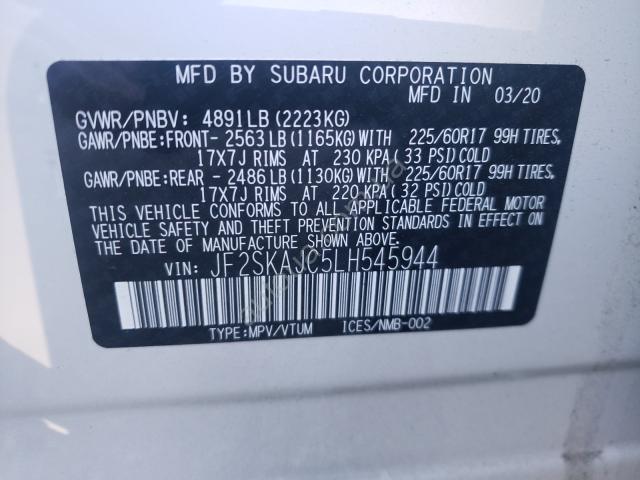 MFD BY SUBARU CORPORATION
MFD IN 03/20
GVWR/PNBV: 4891LB (2223KG)
GAWR/PNBE:FRONT- 2563LB (1165KG) WITH 225/60R17 99H TIRES,
17X7J RIMS AT 230 KPA (33 PSI) COLD
GAWR/PNBE:REAR - 2486LB (1130KG) WITH 225/60R17 99H TIRES,
17X7J RIMS AT 220 KPA (32 PSI) COLD
THIS VEHICLE CONFORMS TO ALL APPLICABLE FEDERAL MOTOR
VEHICLE SAFETY AND THEFT PREVENTION STANDARDS IN EFFECT
ON THE DATE OF MANUFACTURE SHOWN ABOVE.
VIN: JF2SKAJC5LH545944
TYPE:MPV/VTUM ICES/NMB-002